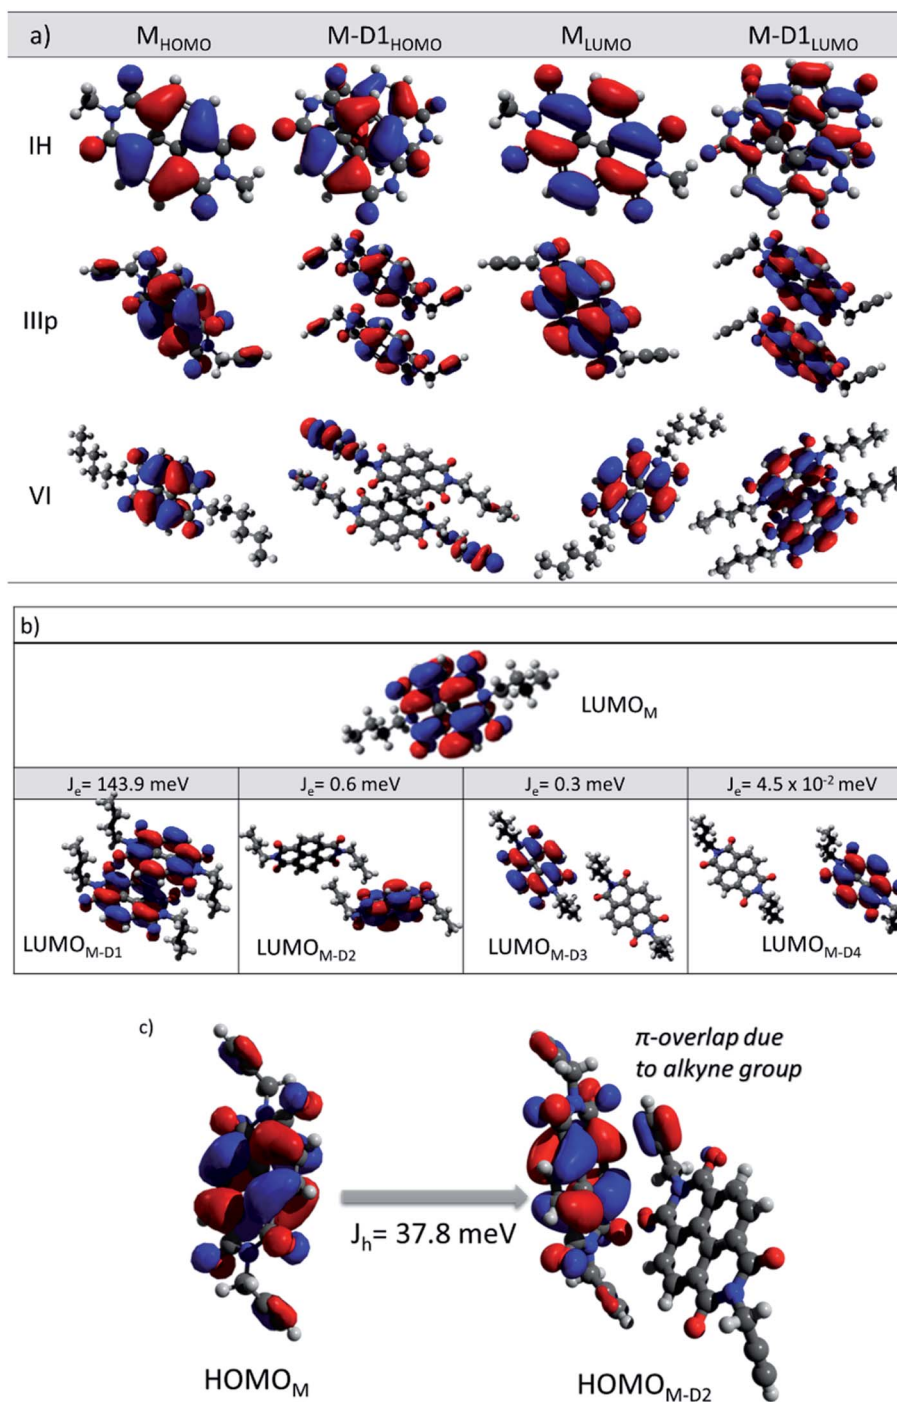 a) M_HOMO M-D1_HOMO M_LUMO M-D1_LUMO
IH
IIIp
VI
b)
LUMO_M
J_e= 143.9 meV J_e= 0.6 meV J_e= 0.3 meV J_e= 4.5 x 10^-2 meV
LUMO_M-D1 LUMO_M-D2 LUMO_M-D3 LUMO_M-D4
c)
π-overlap due
to alkyne group
J_h= 37.8 meV
HOMO_M HOMO_M-D2